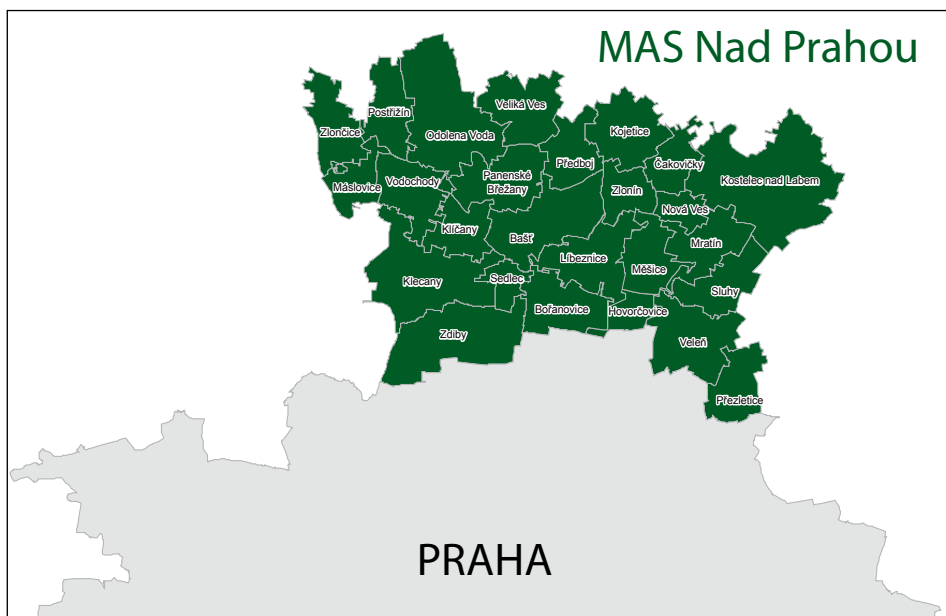 MAS Nad Prahou
Veliká Ves
Postřižín
Zlončice
Odolena Voda
Kojetice
Předboj
Čakovičky
Panenské
Břežany
Kostelec nad Labem
Máslovice
Vodochody
Zlonín
Nová Ves
Klíčany
Bašť
Mratín
Líbeznice
Měšice
Klecany
Sedlec
Sluhy
Bořanovice
Hovorčovice
Zdiby
Veleň
Přezletice
PRAHA